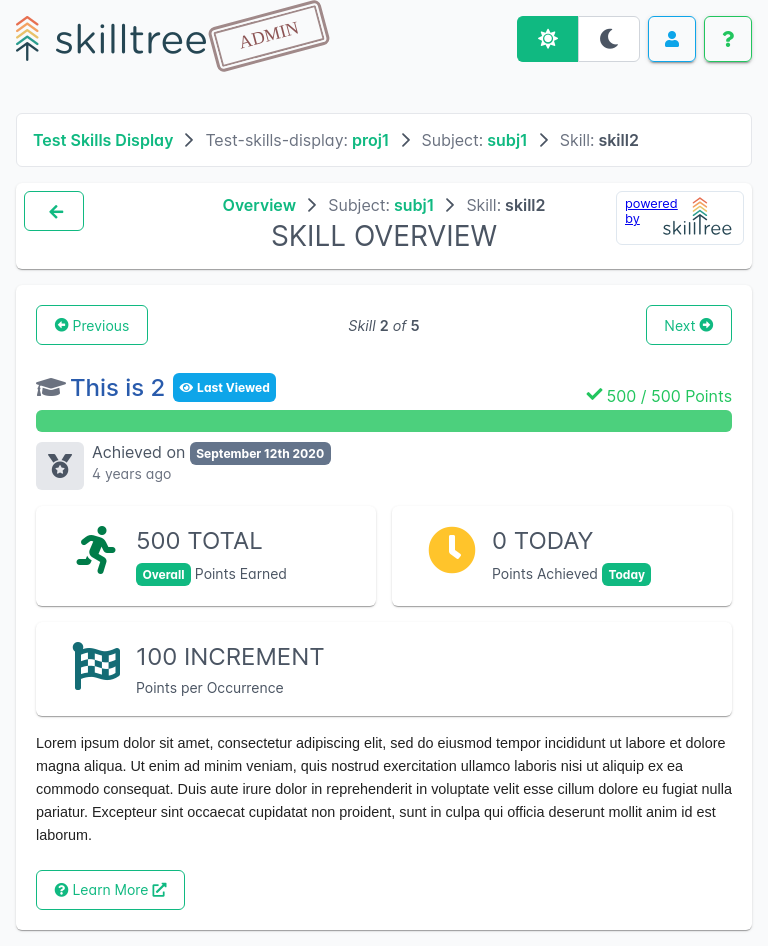 skilltree ADMIN
?
Test Skills Display Test-skills-display: proj1 Subject: subj1 Skill: skill2
Overview Subject: subj1 Skill: skill2
SKILL OVERVIEW
powered
by
skilltree
Previous
Skill 2 of 5
Next
This is 2 Last Viewed
500 / 500 Points
Achieved on September 12th 2020
4 years ago
500 TOTAL
Overall Points Earned
0 TODAY
Points Achieved Today
100 INCREMENT
Points per Occurrence
Lorem ipsum dolor sit amet, consectetur adipiscing elit, sed do eiusmod tempor incididunt ut labore et dolore
magna aliqua. Ut enim ad minim veniam, quis nostrud exercitation ullamco laboris nisi ut aliquip ex ea
commodo consequat. Duis aute irure dolor in reprehenderit in voluptate velit esse cillum dolore eu fugiat nulla
pariatur. Excepteur sint occaecat cupidatat non proident, sunt in culpa qui officia deserunt mollit anim id est
laborum.
Learn More